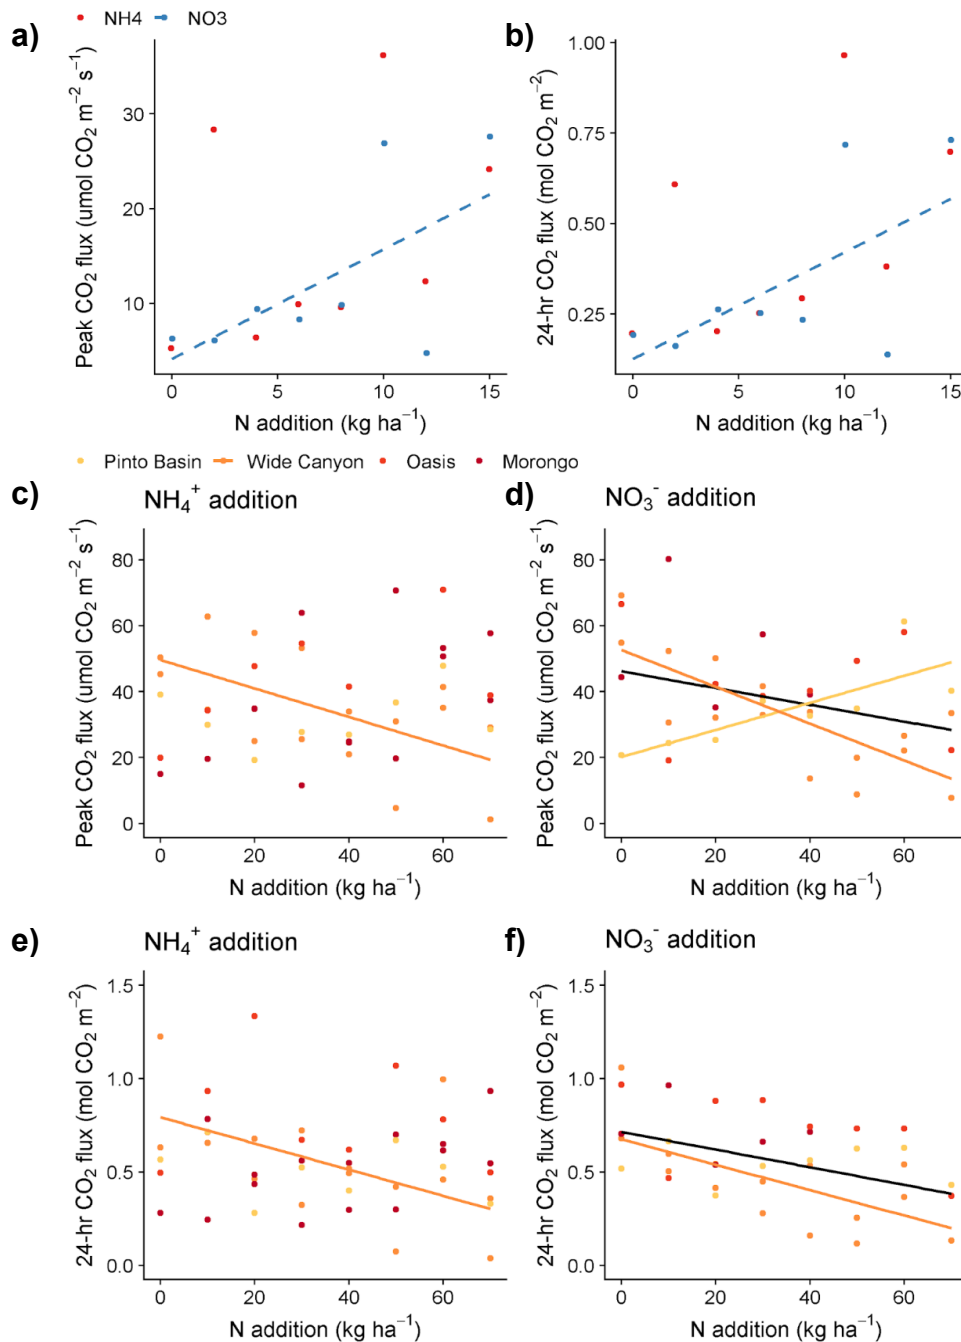 NH4 NO3
a)
b)
Peak CO₂ flux (umol CO₂ m⁻² s⁻¹)
30
20
10
0 5 10 15
N addition (kg ha⁻¹)
24-hr CO₂ flux (mol CO₂ m⁻²)
1.00
0.75
0.50
0.25
0 5 10 15
N addition (kg ha⁻¹)
Pinto Basin Wide Canyon Oasis Morongo
c)
NH₄⁺ addition
Peak CO₂ flux (umol CO₂ m⁻² s⁻¹)
80
60
40
20
0
0 20 40 60
N addition (kg ha⁻¹)
d)
NO₃⁻ addition
Peak CO₂ flux (umol CO₂ m⁻² s⁻¹)
80
60
40
20
0
0 20 40 60
N addition (kg ha⁻¹)
e)
NH₄⁺ addition
24-hr CO₂ flux (mol CO₂ m⁻²)
1.5
1.0
0.5
0.0
0 20 40 60
N addition (kg ha⁻¹)
f)
NO₃⁻ addition
24-hr CO₂ flux (mol CO₂ m⁻²)
1.5
1.0
0.5
0.0
0 20 40 60
N addition (kg ha⁻¹)